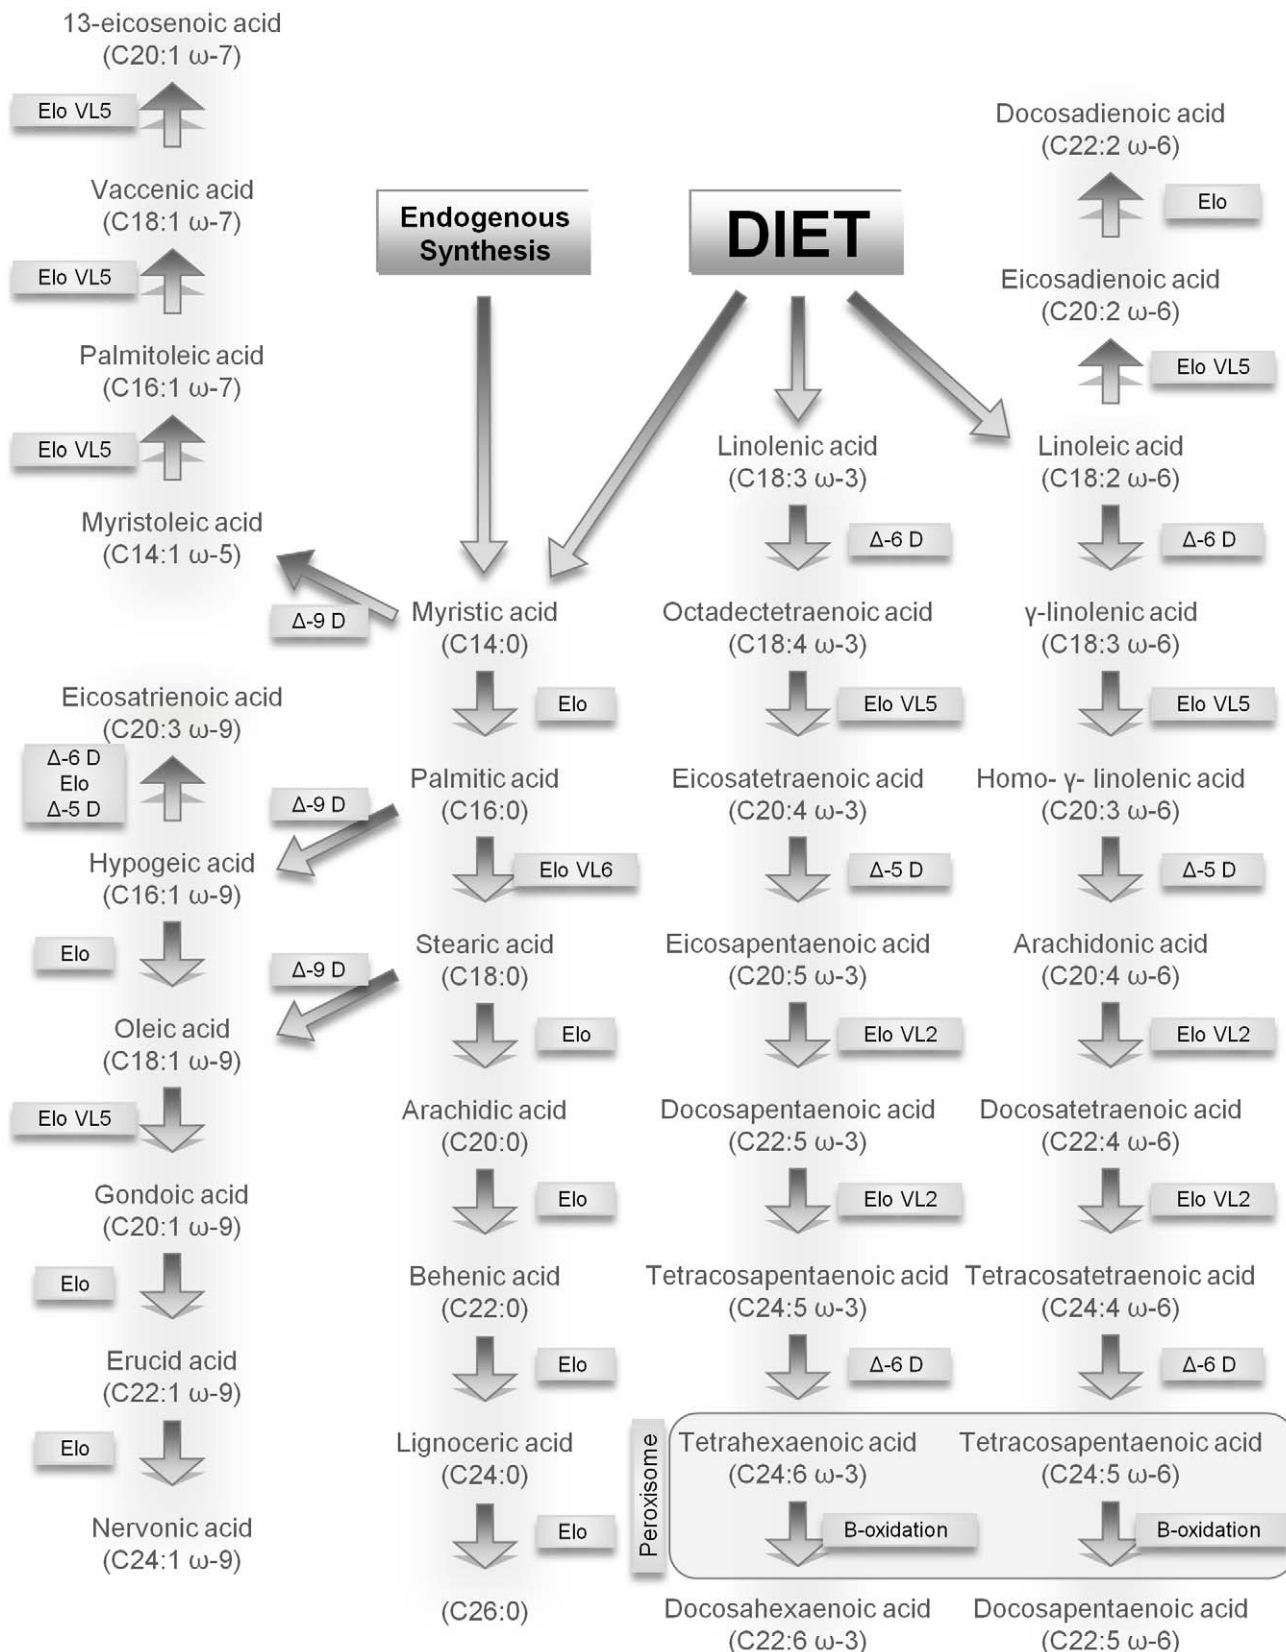 13-eicosenoic acid
(C20:1 ω-7)
Elo VL5
Vaccenic acid
(C18:1 ω-7)
Elo VL5
Palmitoleic acid
(C16:1 ω-7)
Elo VL5
Myristoleic acid
(C14:1 ω-5)
Δ-9 D
Eicosatrienoic acid
(C20:3 ω-9)
Δ-6 D
Elo
Δ-5 D
Δ-9 D
Hypogeic acid
(C16:1 ω-9)
Elo
Δ-9 D
Oleic acid
(C18:1 ω-9)
Elo VL5
Gondoic acid
(C20:1 ω-9)
Elo
Erucid acid
(C22:1 ω-9)
Elo
Nervonic acid
(C24:1 ω-9)
Endogenous
Synthesis
Myristic acid
(C14:0)
Elo
Palmitic acid
(C16:0)
Elo VL6
Stearic acid
(C18:0)
Elo
Arachidic acid
(C20:0)
Elo
Behenic acid
(C22:0)
Elo
Lignoceric acid
(C24:0)
Elo
(C26:0)
DIET
Linolenic acid
(C18:3 ω-3)
Δ-6 D
Octadectetraenoic acid
(C18:4 ω-3)
Elo VL5
Eicosatetraenoic acid
(C20:4 ω-3)
Δ-5 D
Eicosapentaenoic acid
(C20:5 ω-3)
Elo VL2
Docosapentaenoic acid
(C22:5 ω-3)
Elo VL2
Tetracosapentaenoic acid
(C24:5 ω-3)
Δ-6 D
Peroxisome
Tetrahexaenoic acid
(C24:6 ω-3)
B-oxidation
Docosahexaenoic acid
(C22:6 ω-3)
Docosadienoic acid
(C22:2 ω-6)
Elo
Eicosadienoic acid
(C20:2 ω-6)
Elo VL5
Linoleic acid
(C18:2 ω-6)
Δ-6 D
γ-linolenic acid
(C18:3 ω-6)
Elo VL5
Homo- γ- linolenic acid
(C20:3 ω-6)
Δ-5 D
Arachidonic acid
(C20:4 ω-6)
Elo VL2
Docosatetraenoic acid
(C22:4 ω-6)
Elo VL2
Tetracosatetraenoic acid
(C24:4 ω-6)
Δ-6 D
Tetracosapentaenoic acid
(C24:5 ω-6)
B-oxidation
Docosapentaenoic acid
(C22:5 ω-6)